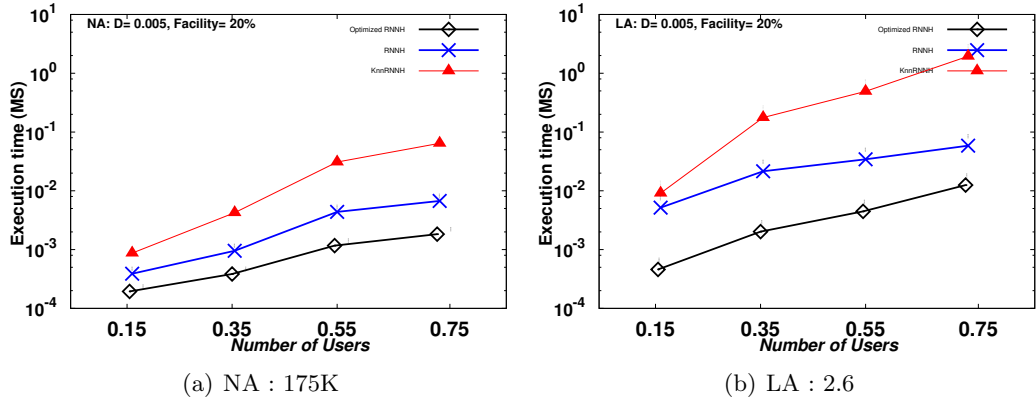 NA: D= 0.005, Facility= 20%
Optimized RNNH
RNNH
KnnRNNH
10^1
10^0
10^-1
10^-2
10^-3
10^-4
Execution time (MS)
0.15 0.35 0.55 0.75
Number of Users
(a) NA : 175K
LA: D= 0.005, Facility= 20%
Optimized RNNH
RNNH
KnnRNNH
10^1
10^0
10^-1
10^-2
10^-3
10^-4
Execution time (MS)
0.15 0.35 0.55 0.75
Number of Users
(b) LA : 2.6